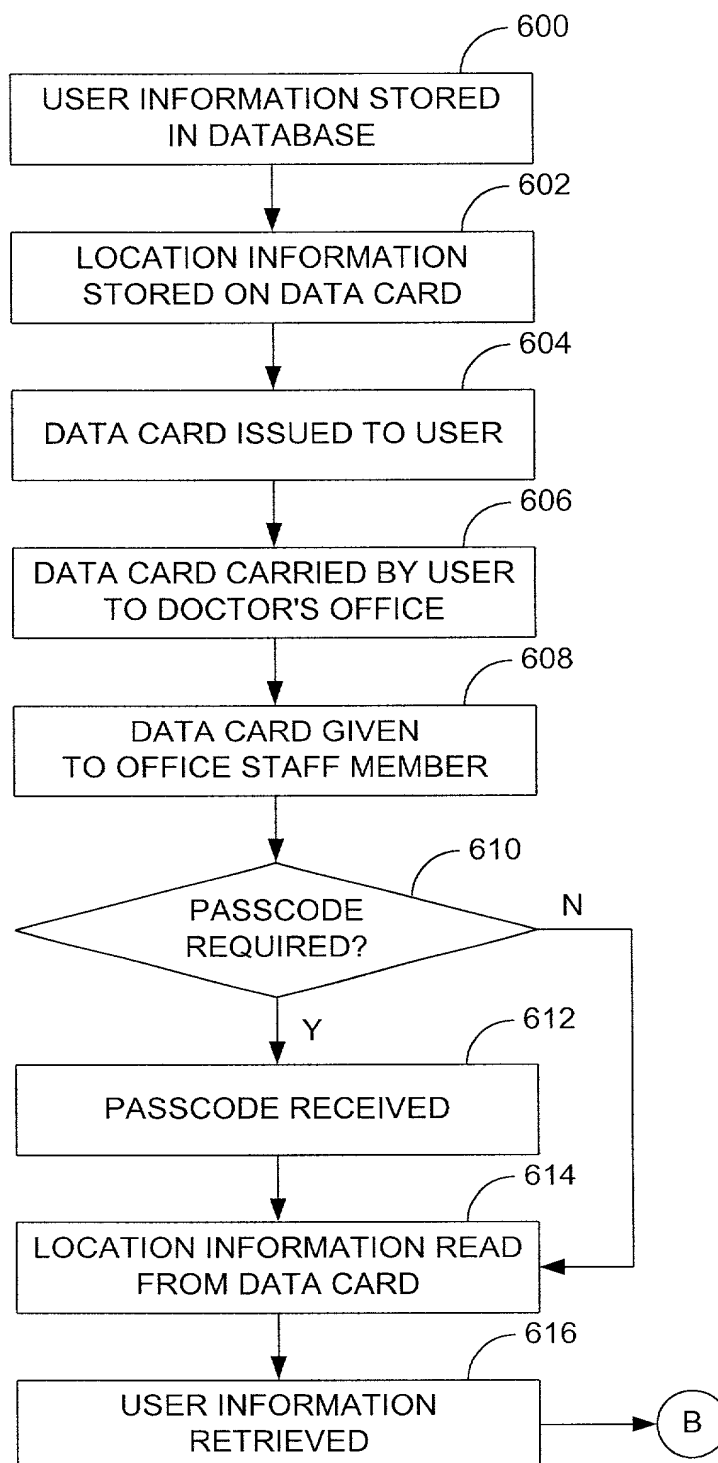 600
USER INFORMATION STORED
IN DATABASE
602
LOCATION INFORMATION
STORED ON DATA CARD
604
DATA CARD ISSUED TO USER
606
DATA CARD CARRIED BY USER
TO DOCTOR'S OFFICE
608
DATA CARD GIVEN
TO OFFICE STAFF MEMBER
610
PASSCODE
REQUIRED?
N
Y
612
PASSCODE RECEIVED
614
LOCATION INFORMATION READ
FROM DATA CARD
616
USER INFORMATION
RETRIEVED
B